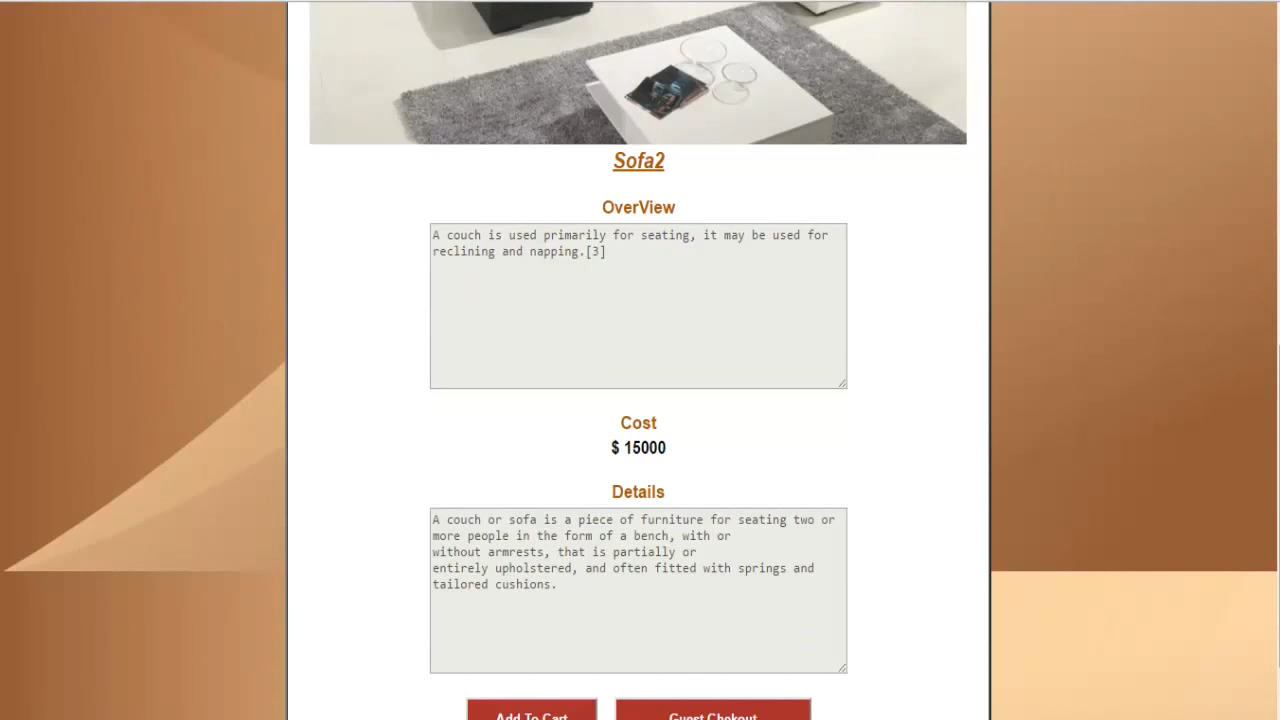 Sofa2
OverView
A couch is used primarily for seating, it may be used for
reclining and napping.[3]
Cost
$ 15000
Details
A couch or sofa is a piece of furniture for seating two or
more people in the form of a bench, with or
without armrests, that is partially or
entirely upholstered, and often fitted with springs and
tailored cushions.
Add To Cart
Guest Chekout